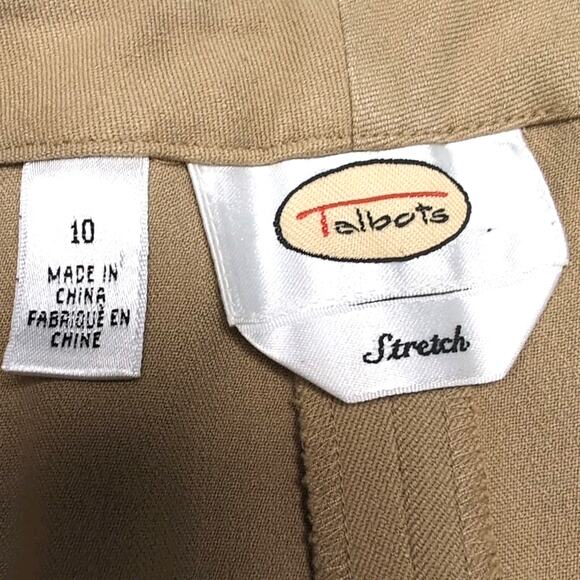 10
MADE IN
CHINA
FABRIQUÉ EN
CHINE
Talbots
Stretch